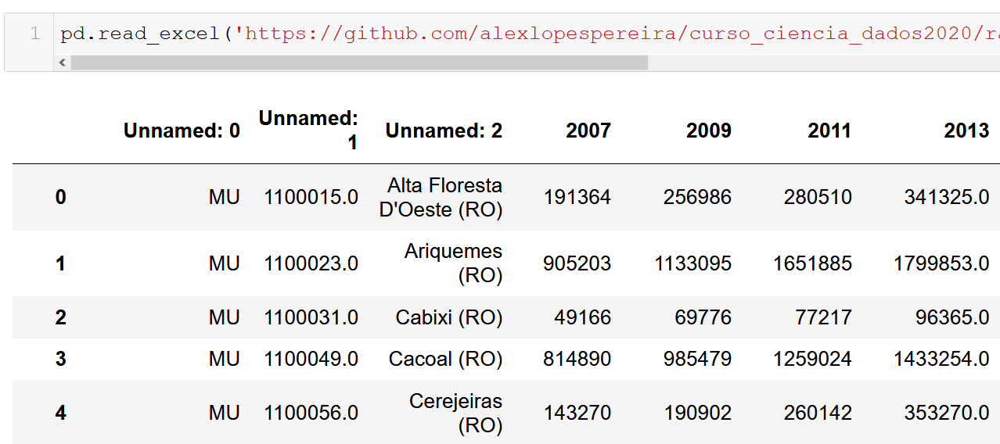 1 pd.read_excel('https://github.com/alexlopespereira/curso_ciencia_dados2020/ra
Unnamed: 0 Unnamed: 1 Unnamed: 2 2007 2009 2011 2013
0 MU 1100015.0 Alta Floresta D'Oeste (RO) 191364 256986 280510 341325.0
1 MU 1100023.0 Ariquemes (RO) 905203 1133095 1651885 1799853.0
2 MU 1100031.0 Cabixi (RO) 49166 69776 77217 96365.0
3 MU 1100049.0 Cacoal (RO) 814890 985479 1259024 1433254.0
4 MU 1100056.0 Cerejeiras (RO) 143270 190902 260142 353270.0